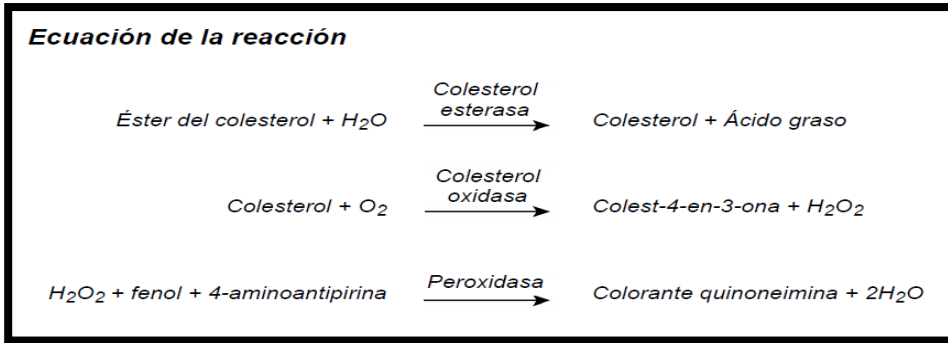 Ecuación de la reacción
Colesterol
esterasa
Éster del colesterol + H2O
Colesterol + Ácido graso
Colesterol
oxidasa
Colesterol + O2
Colest-4-en-3-ona + H2O2
Peroxidasa
H2O2 + fenol + 4-aminoantipirina
Colorante quinoneimina + 2H2O